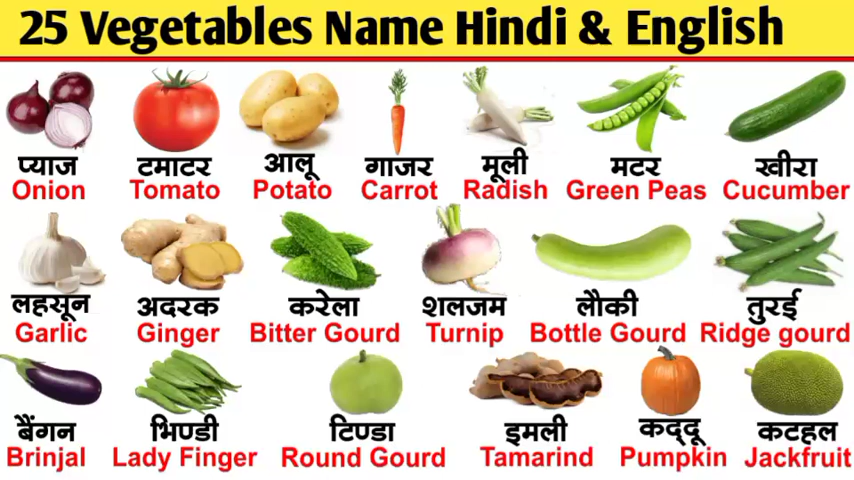 25 Vegetables Name Hindi & English
प्याज टमाटर आलू गाजर मूली मटर खीरा
Onion Tomato Potato Carrot Radish Green Peas Cucumber
लहसून अदरक करेला शलजम लौकी तुरई
Garlic Ginger Bitter Gourd Turnip Bottle Gourd Ridge gourd
बैंगन भिण्डी टिण्डा इमली कद्दू कटहल
Brinjal Lady Finger Round Gourd Tamarind Pumpkin Jackfruit